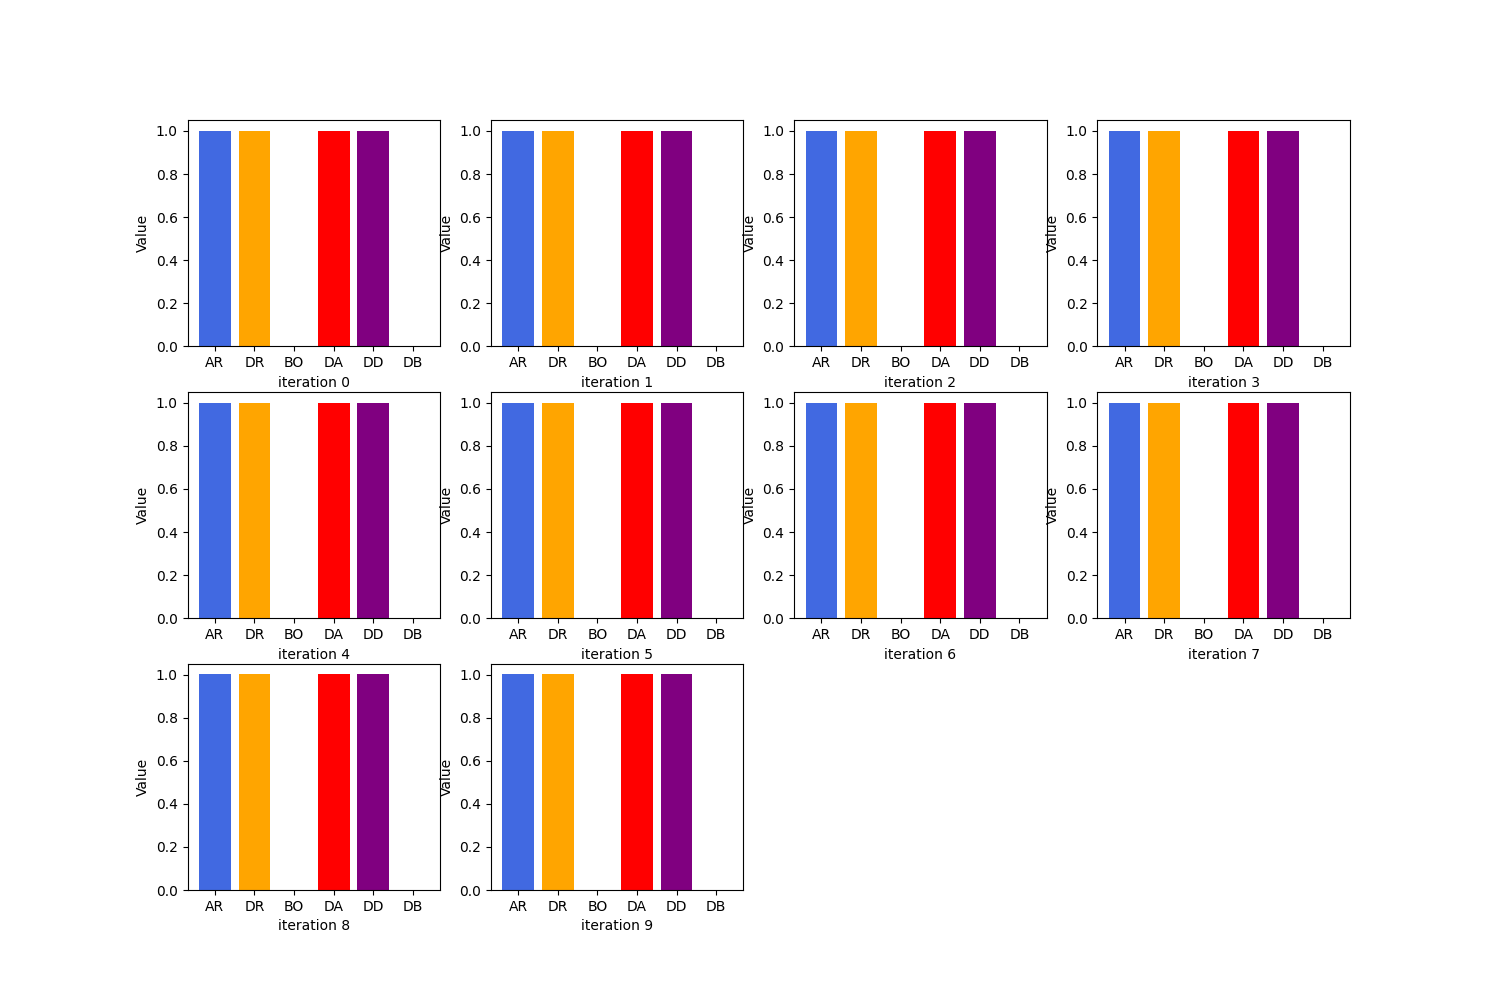 1.0 1.0 1.0 1.0
0.8 0.8 0.8 0.8
0.6 0.6 0.6 0.6
Value Value Value Value
0.4 0.4 0.4 0.4
0.2 0.2 0.2 0.2
0.0 0.0 0.0 0.0
AR DR BO DA DD DB AR DR BO DA DD DB AR DR BO DA DD DB AR DR BO DA DD DB
iteration 0 iteration 1 iteration 2 iteration 3
1.0 1.0 1.0 1.0
0.8 0.8 0.8 0.8
0.6 0.6 0.6 0.6
Value Value Value Value
0.4 0.4 0.4 0.4
0.2 0.2 0.2 0.2
0.0 0.0 0.0 0.0
AR DR BO DA DD DB AR DR BO DA DD DB AR DR BO DA DD DB AR DR BO DA DD DB
iteration 4 iteration 5 iteration 6 iteration 7
1.0 1.0
0.8 0.8
0.6 0.6
Value Value
0.4 0.4
0.2 0.2
0.0 0.0
AR DR BO DA DD DB AR DR BO DA DD DB
iteration 8 iteration 9